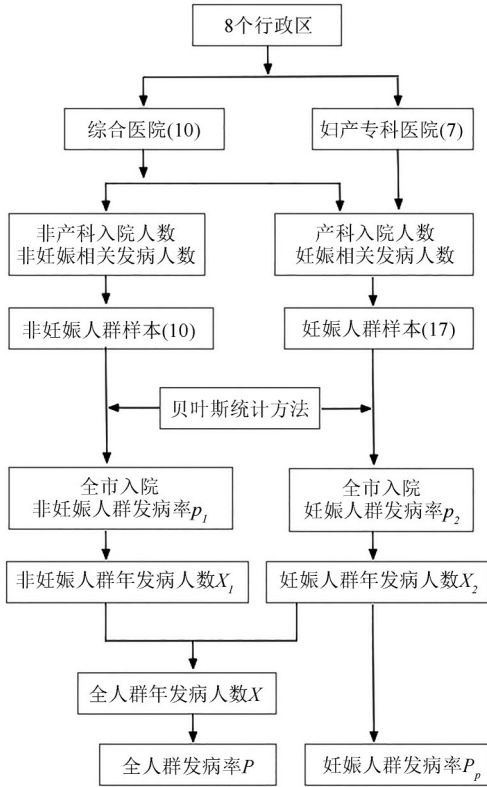 8个行政区
综合医院(10)
妇产专科医院(7)
非产科入院人数
非妊娠相关发病人数
产科入院人数
妊娠相关发病人数
非妊娠人群样本(10)
妊娠人群样本(17)
贝叶斯统计方法
全市入院
非妊娠人群发病率p1
全市入院
妊娠人群发病率p2
非妊娠人群年发病人数X1
妊娠人群年发病人数X2
全人群年发病人数X
全人群发病率P
妊娠人群发病率Pp